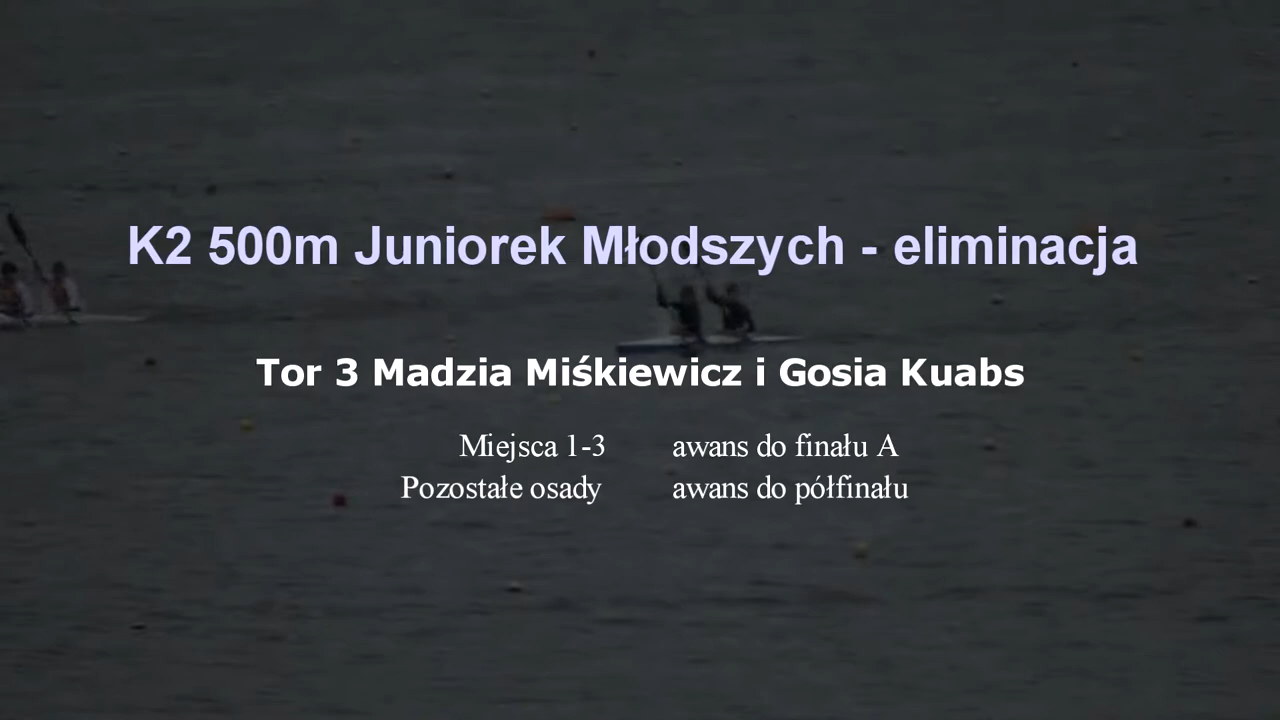 K2 500m Juniorek Młodszych - eliminacja
Tor 3 Madzia Miśkiewicz i Gosia Kuabs
Miejsca 1-3 awans do finału A
Pozostałe osady awans do półfinału